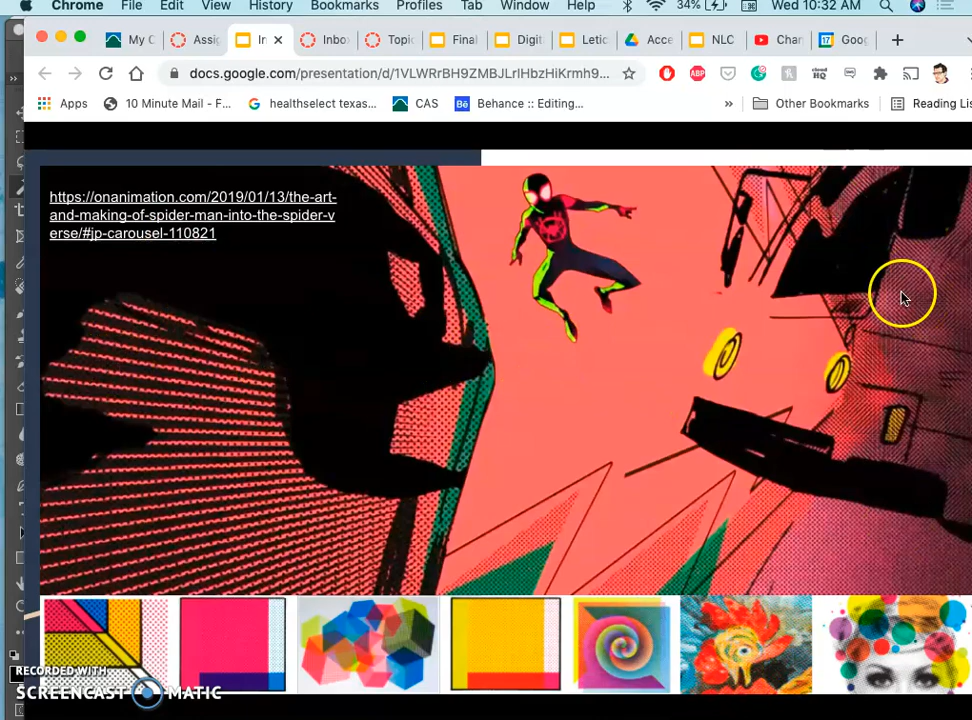 Chrome File Edit View History Bookmarks Profiles Tab Window Help 34% Wed 10:32 AM
My C Assig In Inbo Topic Final Digit Letic Acce NLC Chan Goog
docs.google.com/presentation/d/1VLWRrBH9ZMBJLrIHbzHiKrmh9...
Apps 10 Minute Mail - F... healthselect texas... CAS Behance :: Editing... » Other Bookmarks Reading Lis
https://onanimation.com/2019/01/13/the-art-
and-making-of-spider-man-into-the-spider-v
erse/#jp-carousel-110821
RECORDED WITH
SCREENCAST MATIC